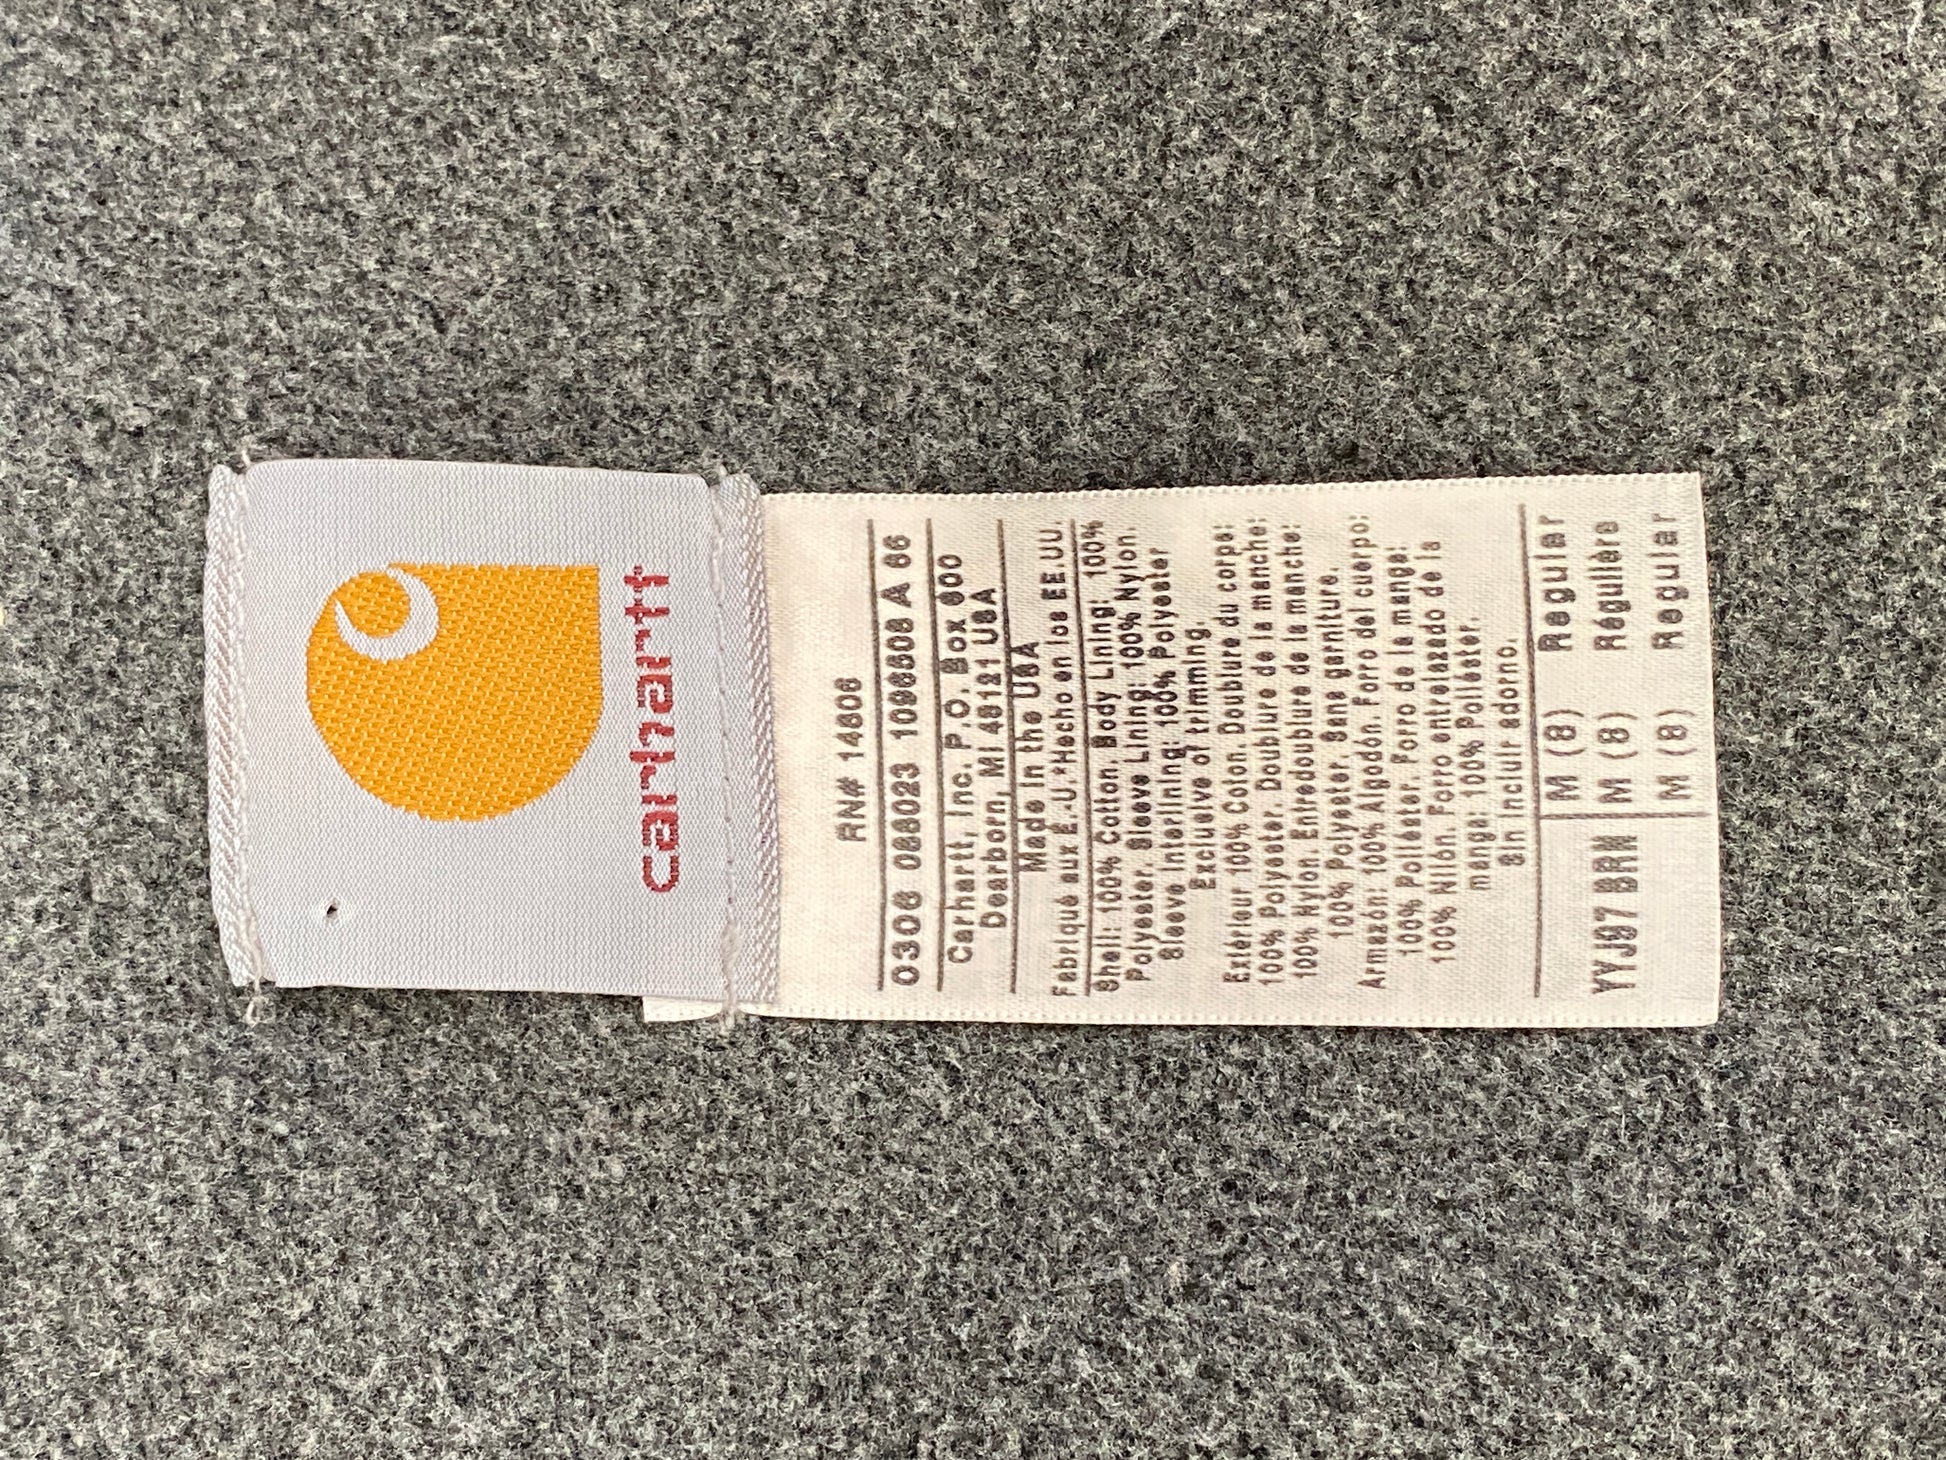 carhartt
RN# 14806
0306 088023 1096608 A 86
Carhartt, Inc. P.O. Box 600
Dearborn, MI 48121 USA
Made in the USA
Fabriqué aux É.-U.*Hecho en los EE.UU.
Shell: 100% Cotton. Body Lining: 100%
Polyester. Sleeve Lining: 100% Nylon.
Sleeve Interlining: 100% Polyester
Exclusive of trimming.
Extérieur 100% Coton. Doublure du corps:
100% Polyester. Doublure de la manche:
100% Nylon. Entredoublure de la manche:
100% Polyester. Sans garniture
Armazón: 100% Algodón. Forro de cuerpo:
100% Poliéster. Forro de la manga:
100% Nilón. Forro entrelazado de la
manga: 100% Poliéster.
Sin incluir adorno.
YYJ97 BRN M (8) Regular
M (8) Régulière
M (8) Regular